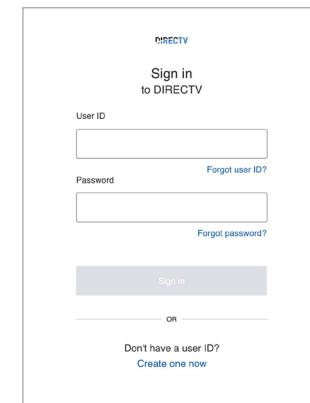 DIRECTV
Sign in
to DIRECTV
User ID
Forgot user ID?
Password
Forgot password?
Sign in
OR
Don't have a user ID?
Create one now